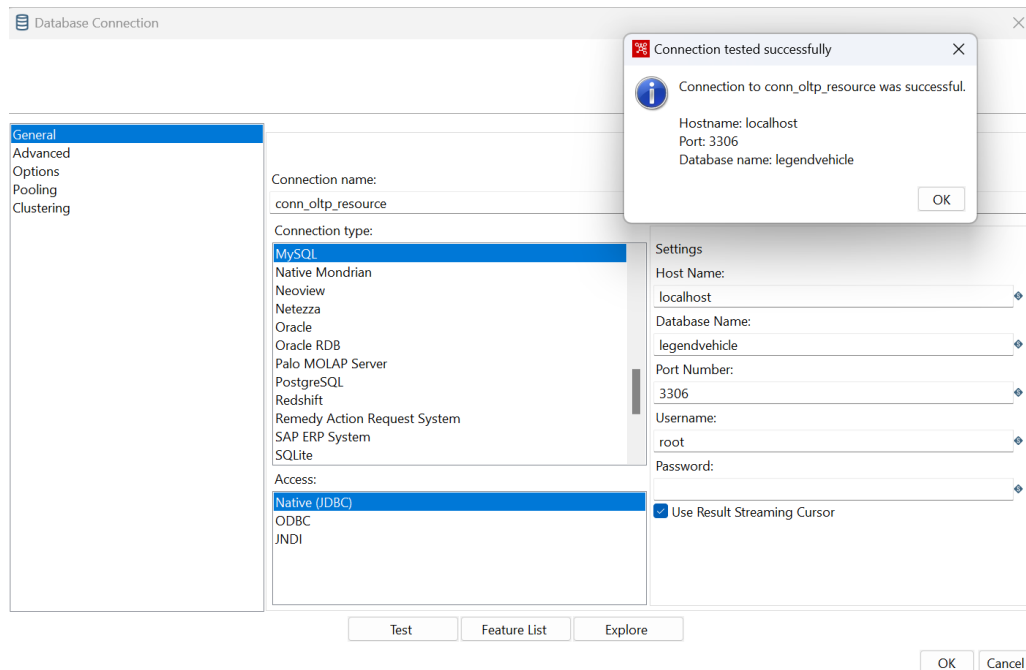 Database Connection
Connection tested successfully
Connection to conn_oltp_resource was successful.
Hostname: localhost
Port: 3306
Database name: legendvehicle
OK
General
Advanced
Options
Pooling
Clustering
Connection name:
conn_oltp_resource
Connection type:
MySQL
Native Mondrian
Neoview
Netezza
Oracle
Oracle RDB
Palo MOLAP Server
PostgreSQL
Redshift
Remedy Action Request System
SAP ERP System
SQLite
Access:
Native (JDBC)
ODBC
JNDI
Settings
Host Name:
localhost
Database Name:
legendvehicle
Port Number:
3306
Username:
root
Password:
Use Result Streaming Cursor
Test
Feature List
Explore
OK
Cancel